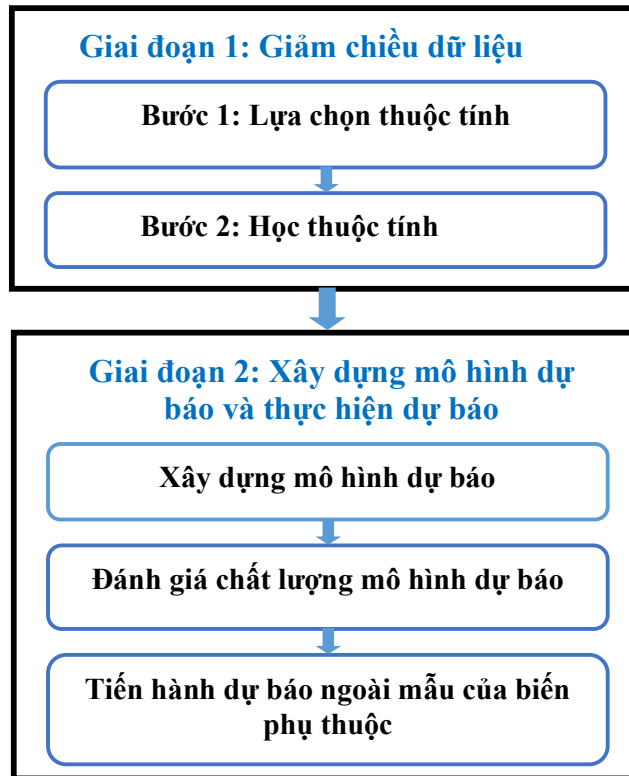 Giai đoạn 1: Giảm chiều dữ liệu
Bước 1: Lựa chọn thuộc tính
Bước 2: Học thuộc tính
Giai đoạn 2: Xây dựng mô hình dự
báo và thực hiện dự báo
Xây dựng mô hình dự báo
Đánh giá chất lượng mô hình dự báo
Tiến hành dự báo ngoài mẫu của biến
phụ thuộc